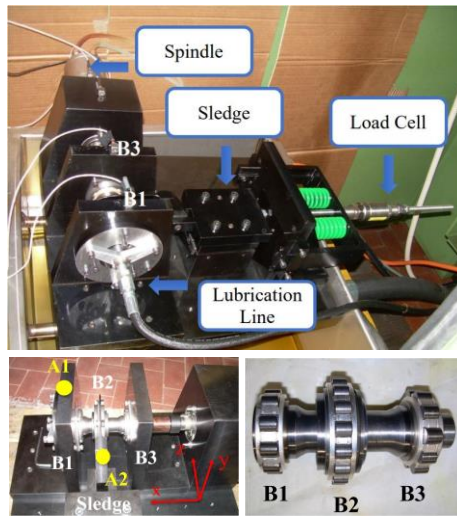 Spindle
Sledge
Load Cell
B3
B1
Lubrication
Line
A1
B2
B1
A2
B3
Sledge
z
x
y
B1
B2
B3